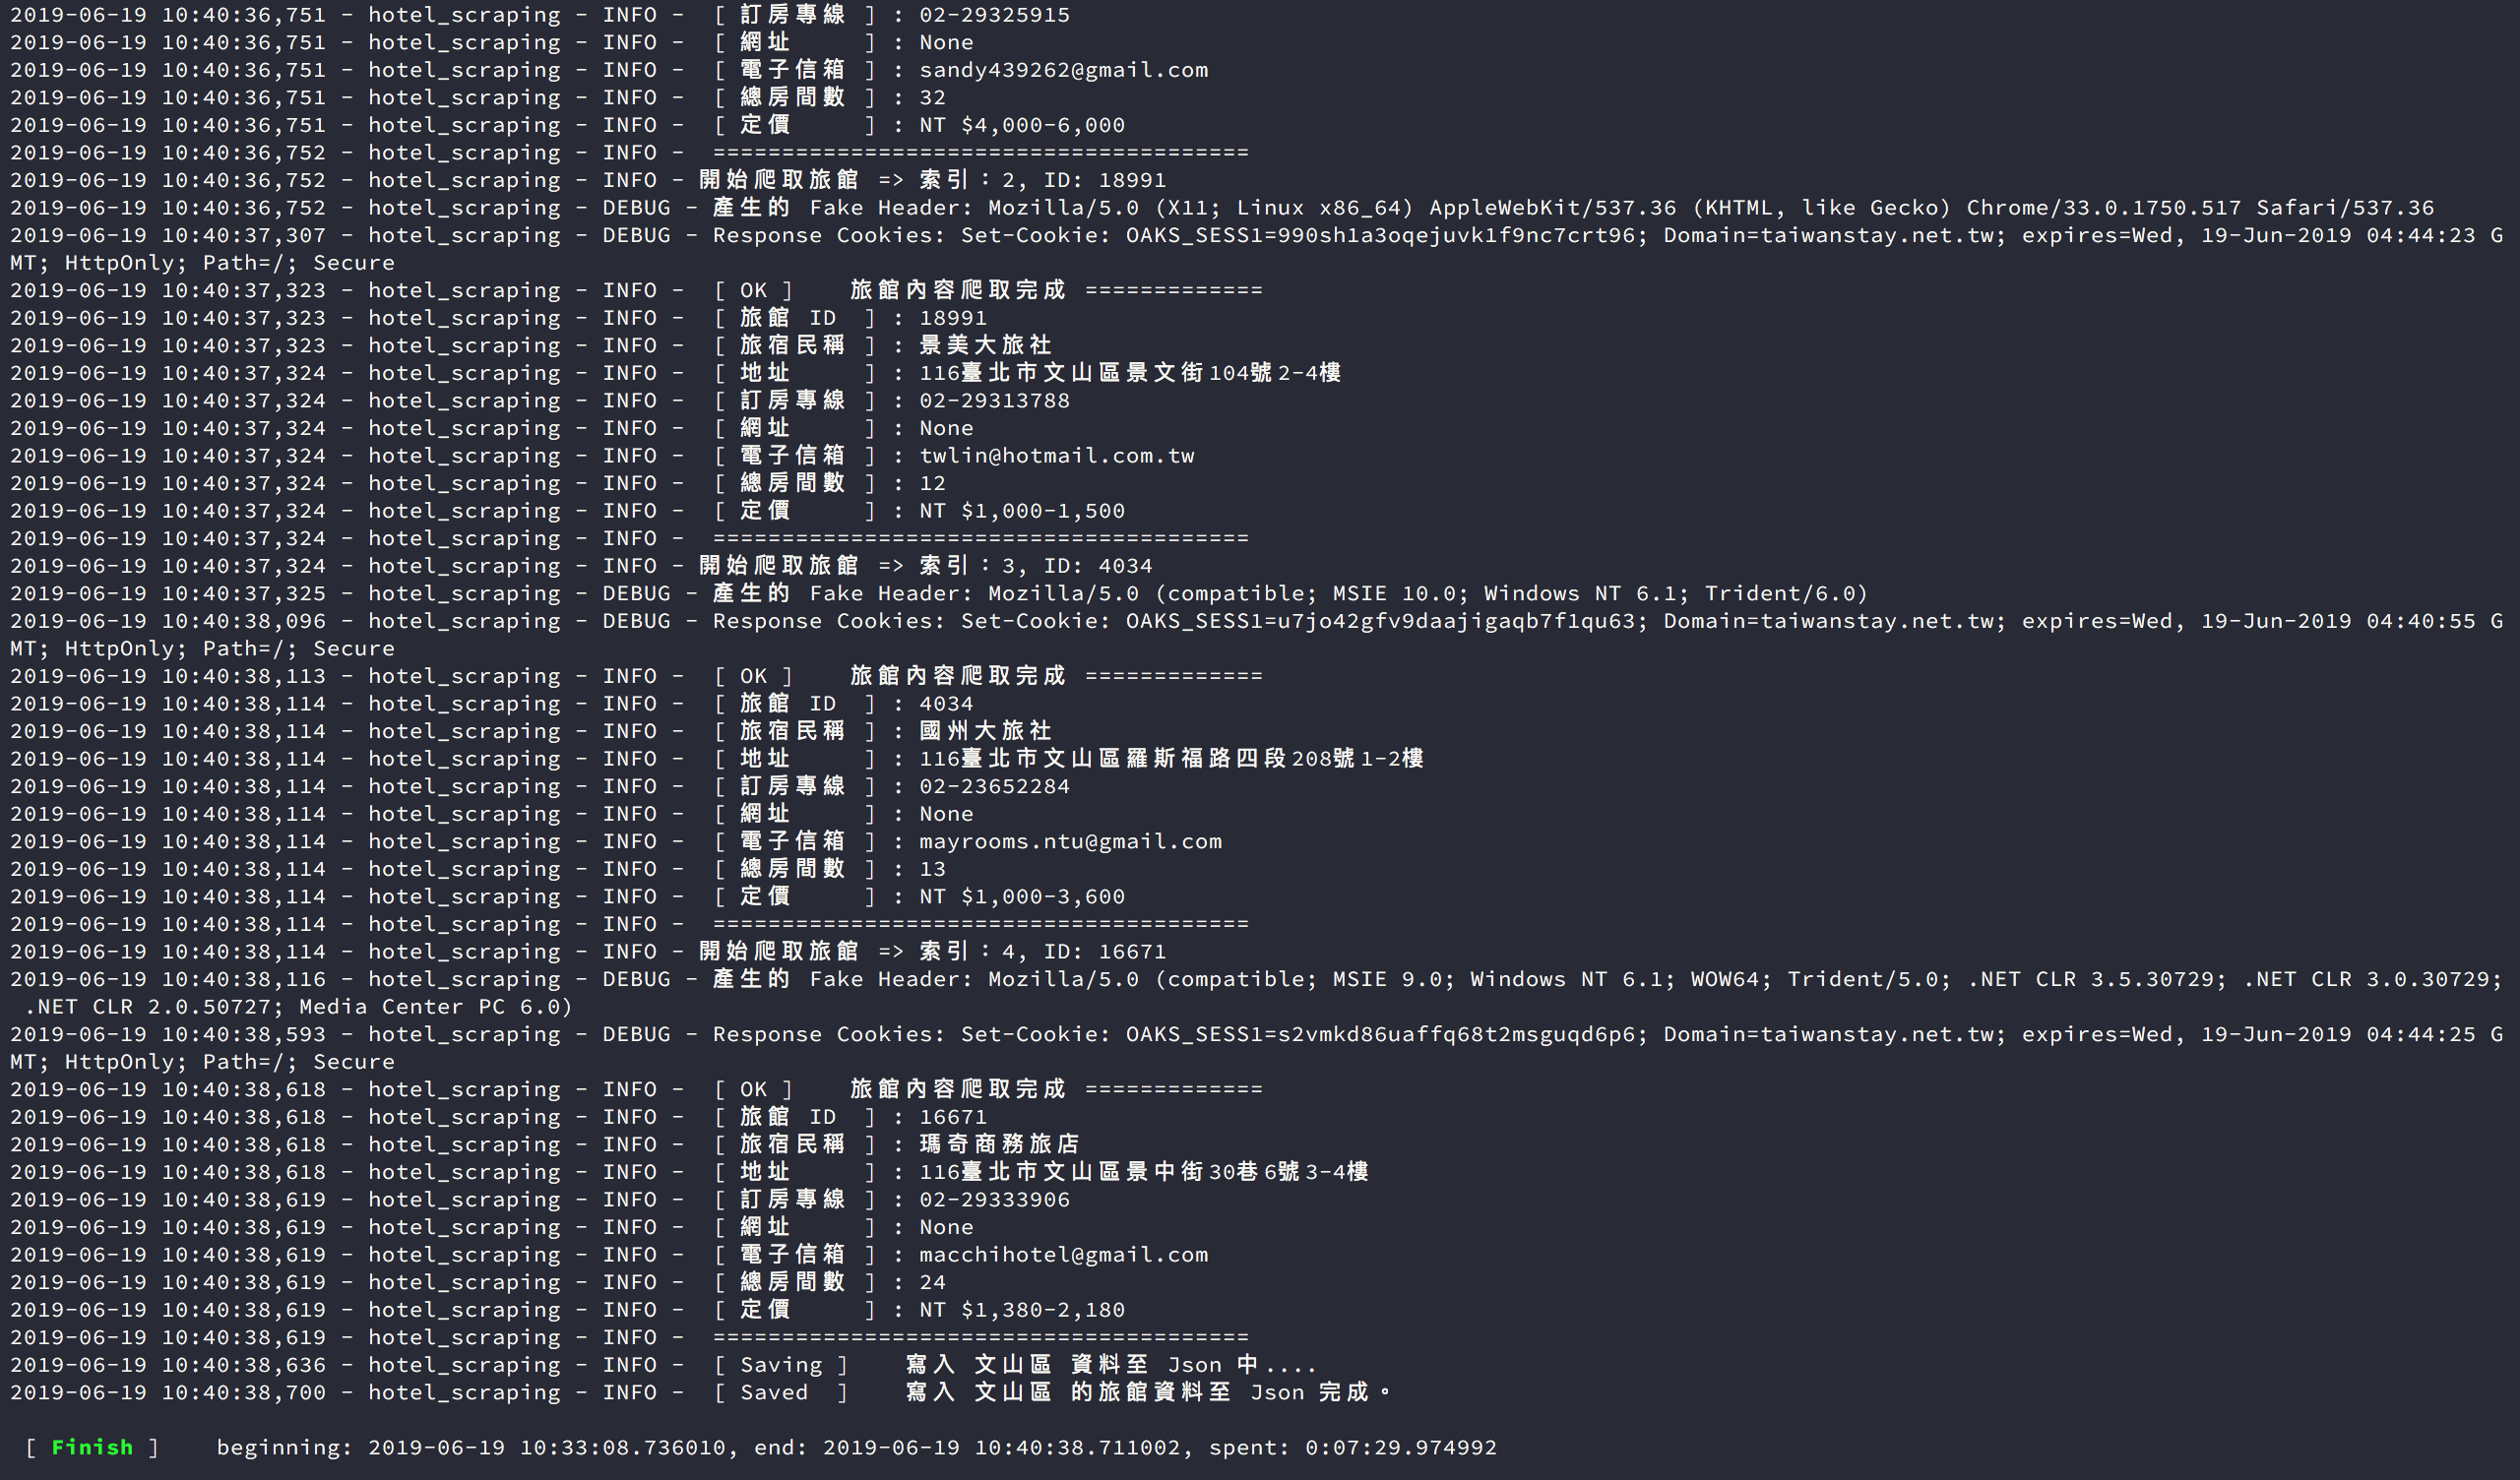 2019-06-19 10:40:36,751 - hotel_scraping - INFO -  [ 訂房專線 ] : 02-29325915
2019-06-19 10:40:36,751 - hotel_scraping - INFO -  [ 網址     ] : None
2019-06-19 10:40:36,751 - hotel_scraping - INFO -  [ 電子信箱 ] : sandy439262@gmail.com
2019-06-19 10:40:36,751 - hotel_scraping - INFO -  [ 總房間數 ] : 32
2019-06-19 10:40:36,751 - hotel_scraping - INFO -  [ 定價     ] : NT $4,000-6,000
2019-06-19 10:40:36,752 - hotel_scraping - INFO -  =======================================
2019-06-19 10:40:36,752 - hotel_scraping - INFO - 開始爬取旅館 => 索引：2, ID: 18991
2019-06-19 10:40:36,752 - hotel_scraping - DEBUG - 產生的 Fake Header: Mozilla/5.0 (X11; Linux x86_64) AppleWebKit/537.36 (KHTML, like Gecko) Chrome/33.0.1750.517 Safari/537.36
2019-06-19 10:40:37,307 - hotel_scraping - DEBUG - Response Cookies: Set-Cookie: OAKS_SESS1=990sh1a3oqejuvk1f9nc7crt96; Domain=taiwanstay.net.tw; expires=Wed, 19-Jun-2019 04:44:23 G
MT; HttpOnly; Path=/; Secure
2019-06-19 10:40:37,323 - hotel_scraping - INFO -  [ OK ]    旅館內容爬取完成 =============
2019-06-19 10:40:37,323 - hotel_scraping - INFO -  [ 旅館 ID  ] : 18991
2019-06-19 10:40:37,323 - hotel_scraping - INFO -  [ 旅宿民稱 ] : 景美大旅社
2019-06-19 10:40:37,324 - hotel_scraping - INFO -  [ 地址     ] : 116臺北市文山區景文街104號2-4樓
2019-06-19 10:40:37,324 - hotel_scraping - INFO -  [ 訂房專線 ] : 02-29313788
2019-06-19 10:40:37,324 - hotel_scraping - INFO -  [ 網址     ] : None
2019-06-19 10:40:37,324 - hotel_scraping - INFO -  [ 電子信箱 ] : twlin@hotmail.com.tw
2019-06-19 10:40:37,324 - hotel_scraping - INFO -  [ 總房間數 ] : 12
2019-06-19 10:40:37,324 - hotel_scraping - INFO -  [ 定價     ] : NT $1,000-1,500
2019-06-19 10:40:37,324 - hotel_scraping - INFO -  =======================================
2019-06-19 10:40:37,324 - hotel_scraping - INFO - 開始爬取旅館 => 索引：3, ID: 4034
2019-06-19 10:40:37,325 - hotel_scraping - DEBUG - 產生的 Fake Header: Mozilla/5.0 (compatible; MSIE 10.0; Windows NT 6.1; Trident/6.0)
2019-06-19 10:40:38,096 - hotel_scraping - DEBUG - Response Cookies: Set-Cookie: OAKS_SESS1=u7jo42gfv9daajigaqb7f1qu63; Domain=taiwanstay.net.tw; expires=Wed, 19-Jun-2019 04:40:55 G
MT; HttpOnly; Path=/; Secure
2019-06-19 10:40:38,113 - hotel_scraping - INFO -  [ OK ]    旅館內容爬取完成 =============
2019-06-19 10:40:38,114 - hotel_scraping - INFO -  [ 旅館 ID  ] : 4034
2019-06-19 10:40:38,114 - hotel_scraping - INFO -  [ 旅宿民稱 ] : 國州大旅社
2019-06-19 10:40:38,114 - hotel_scraping - INFO -  [ 地址     ] : 116臺北市文山區羅斯福路四段208號1-2樓
2019-06-19 10:40:38,114 - hotel_scraping - INFO -  [ 訂房專線 ] : 02-23652284
2019-06-19 10:40:38,114 - hotel_scraping - INFO -  [ 網址     ] : None
2019-06-19 10:40:38,114 - hotel_scraping - INFO -  [ 電子信箱 ] : mayrooms.ntu@gmail.com
2019-06-19 10:40:38,114 - hotel_scraping - INFO -  [ 總房間數 ] : 13
2019-06-19 10:40:38,114 - hotel_scraping - INFO -  [ 定價     ] : NT $1,000-3,600
2019-06-19 10:40:38,114 - hotel_scraping - INFO -  =======================================
2019-06-19 10:40:38,114 - hotel_scraping - INFO - 開始爬取旅館 => 索引：4, ID: 16671
2019-06-19 10:40:38,116 - hotel_scraping - DEBUG - 產生的 Fake Header: Mozilla/5.0 (compatible; MSIE 9.0; Windows NT 6.1; WOW64; Trident/5.0; .NET CLR 3.5.30729; .NET CLR 3.0.30729;
 .NET CLR 2.0.50727; Media Center PC 6.0)
2019-06-19 10:40:38,593 - hotel_scraping - DEBUG - Response Cookies: Set-Cookie: OAKS_SESS1=s2vmkd86uaffq68t2msguqd6p6; Domain=taiwanstay.net.tw; expires=Wed, 19-Jun-2019 04:44:25 G
MT; HttpOnly; Path=/; Secure
2019-06-19 10:40:38,618 - hotel_scraping - INFO -  [ OK ]    旅館內容爬取完成 =============
2019-06-19 10:40:38,618 - hotel_scraping - INFO -  [ 旅館 ID  ] : 16671
2019-06-19 10:40:38,618 - hotel_scraping - INFO -  [ 旅宿民稱 ] : 瑪奇商務旅店
2019-06-19 10:40:38,618 - hotel_scraping - INFO -  [ 地址     ] : 116臺北市文山區景中街30巷6號3-4樓
2019-06-19 10:40:38,619 - hotel_scraping - INFO -  [ 訂房專線 ] : 02-29333906
2019-06-19 10:40:38,619 - hotel_scraping - INFO -  [ 網址     ] : None
2019-06-19 10:40:38,619 - hotel_scraping - INFO -  [ 電子信箱 ] : macchihotel@gmail.com
2019-06-19 10:40:38,619 - hotel_scraping - INFO -  [ 總房間數 ] : 24
2019-06-19 10:40:38,619 - hotel_scraping - INFO -  [ 定價     ] : NT $1,380-2,180
2019-06-19 10:40:38,619 - hotel_scraping - INFO -  =======================================
2019-06-19 10:40:38,636 - hotel_scraping - INFO -  [ Saving ]    寫入 文山區 資料至 Json 中....
2019-06-19 10:40:38,700 - hotel_scraping - INFO -  [ Saved  ]    寫入 文山區 的旅館資料至 Json 完成。
[ Finish ]    beginning: 2019-06-19 10:33:08.736010, end: 2019-06-19 10:40:38.711002, spent: 0:07:29.974992